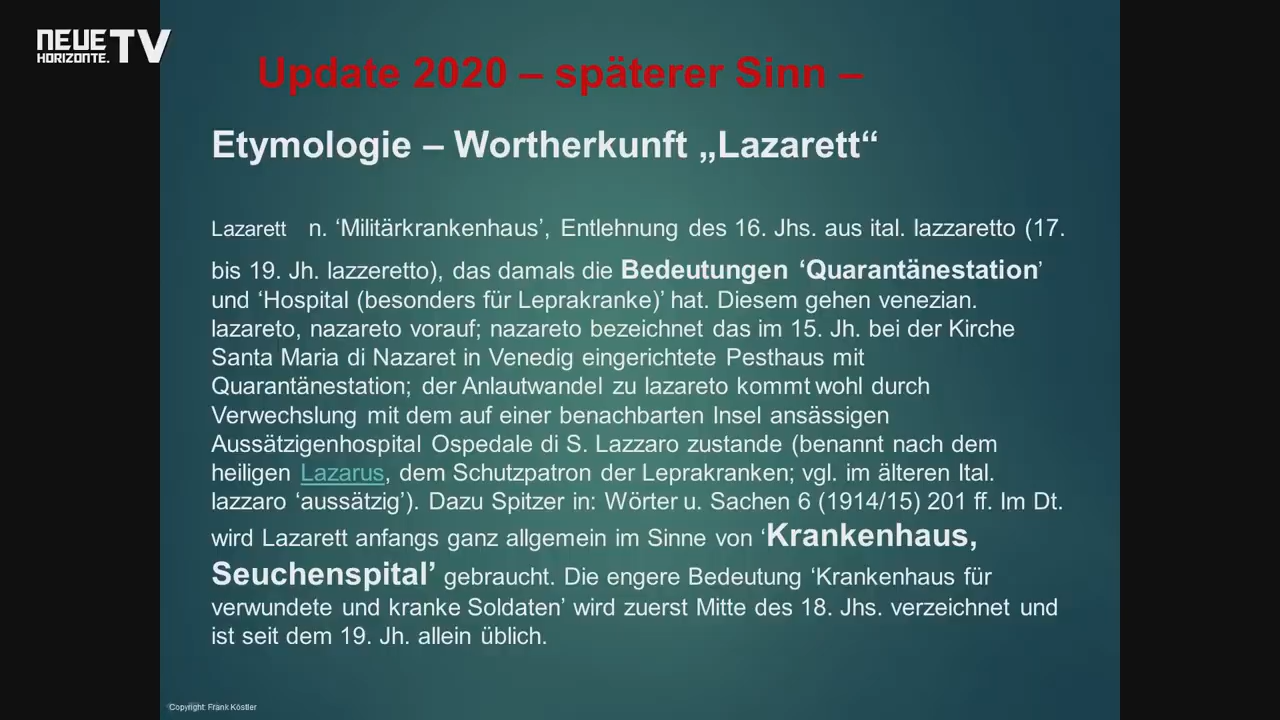 NEUE HORIZONTE. TV
Update 2020 – späterer Sinn –
Etymologie – Wortherkunft „Lazarett“
Lazarett n. ‘Militärkrankenhaus’, Entlehnung des 16. Jhs. aus ital. lazzaretto (17.
bis 19. Jh. lazzeretto), das damals die Bedeutungen ‘Quarantänestation’
und ‘Hospital (besonders für Leprakranke)’ hat. Diesem gehen venezian.
lazareto, nazareto vorauf; nazareto bezeichnet das im 15. Jh. bei der Kirche
Santa Maria di Nazaret in Venedig eingerichtete Pesthaus mit
Quarantänestation; der Anlautwandel zu lazareto kommt wohl durch
Verwechslung mit dem auf einer benachbarten Insel ansässigen
Aussätzigenhospital Ospedale di S. Lazzaro zustande (benannt nach dem
heiligen Lazarus, dem Schutzpatron der Leprakranken; vgl. im älteren Ital.
lazzaro ‘aussätzig’). Dazu Spitzer in: Wörter u. Sachen 6 (1914/15) 201 ff. Im Dt.
wird Lazarett anfangs ganz allgemein im Sinne von ‘Krankenhaus,
Seuchenspital’ gebraucht. Die engere Bedeutung ‘Krankenhaus für
verwundete und kranke Soldaten’ wird zuerst Mitte des 18. Jhs. verzeichnet und
ist seit dem 19. Jh. allein üblich.
Copyright: Frank Köstler